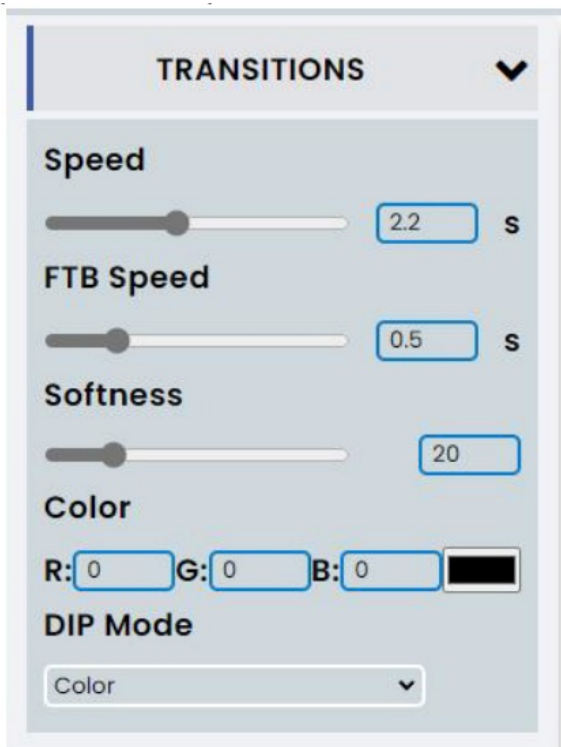 TRANSITIONS
Speed
2.2 s
FTB Speed
0.5 s
Softness
20
Color
R: 0 G: 0 B: 0
DIP Mode
Color